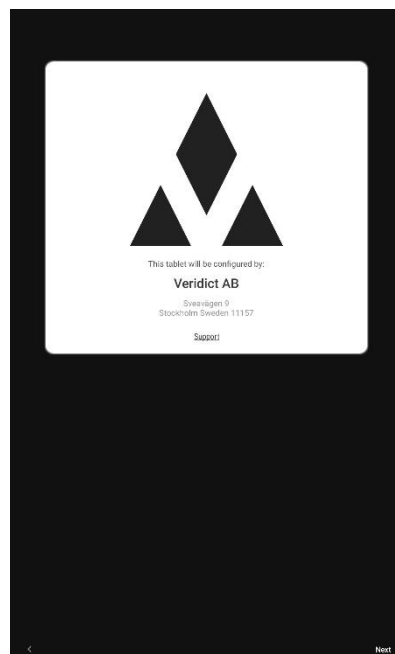 This tablet will be configured by:
Veridict AB
Sveavägen 9
Stockholm Sweden 11157
Support
Next